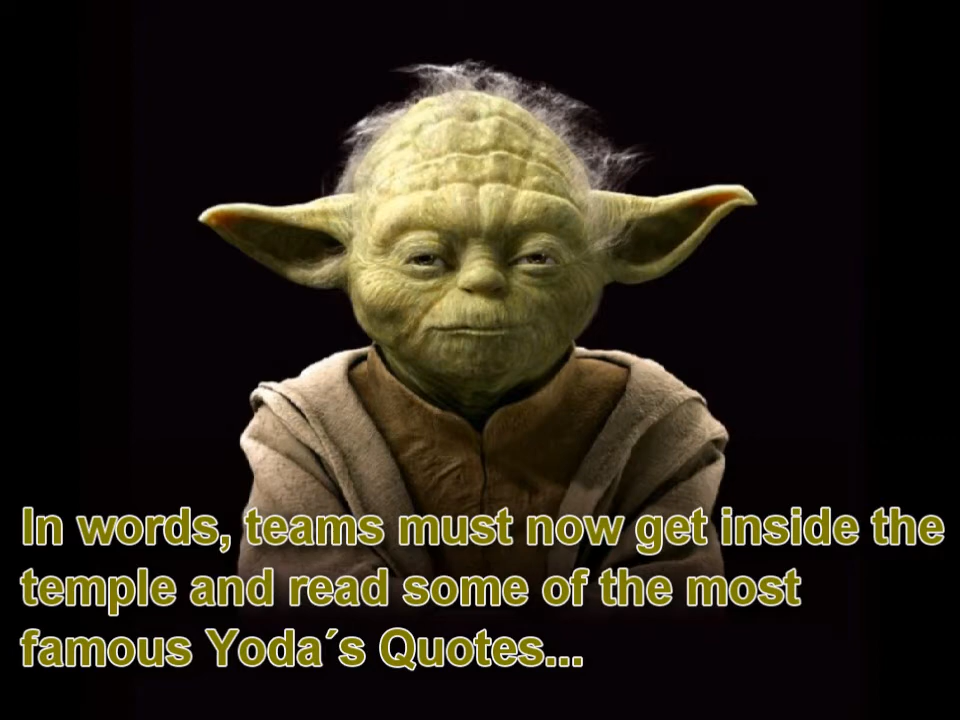 In words, teams must now get inside the
temple and read some of the most
famous Yoda´s Quotes...